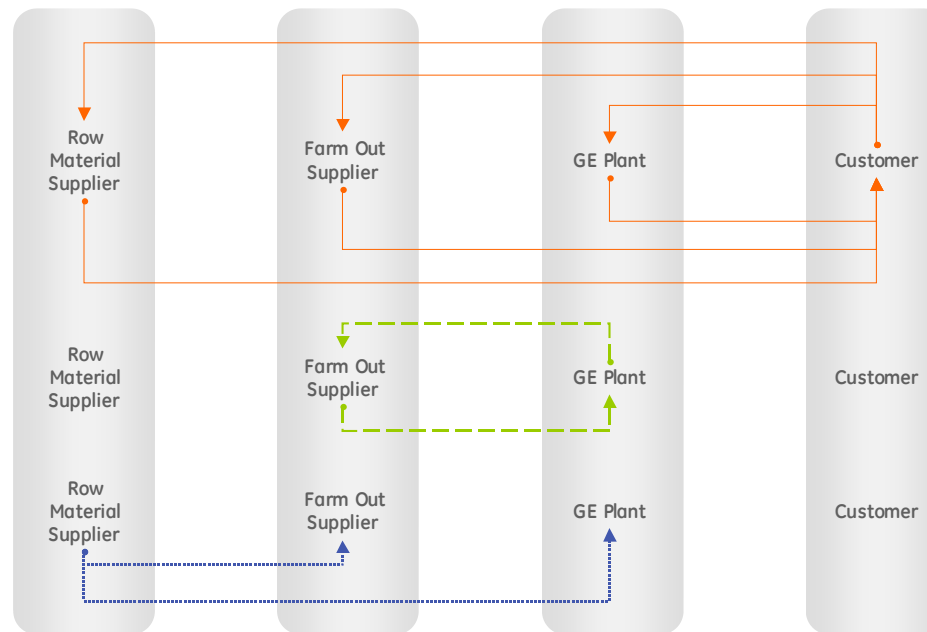 Row
Material
Supplier
Farm Out
Supplier
GE Plant
Customer
Row
Material
Supplier
Farm Out
Supplier
GE Plant
Customer
Row
Material
Supplier
Farm Out
Supplier
GE Plant
Customer